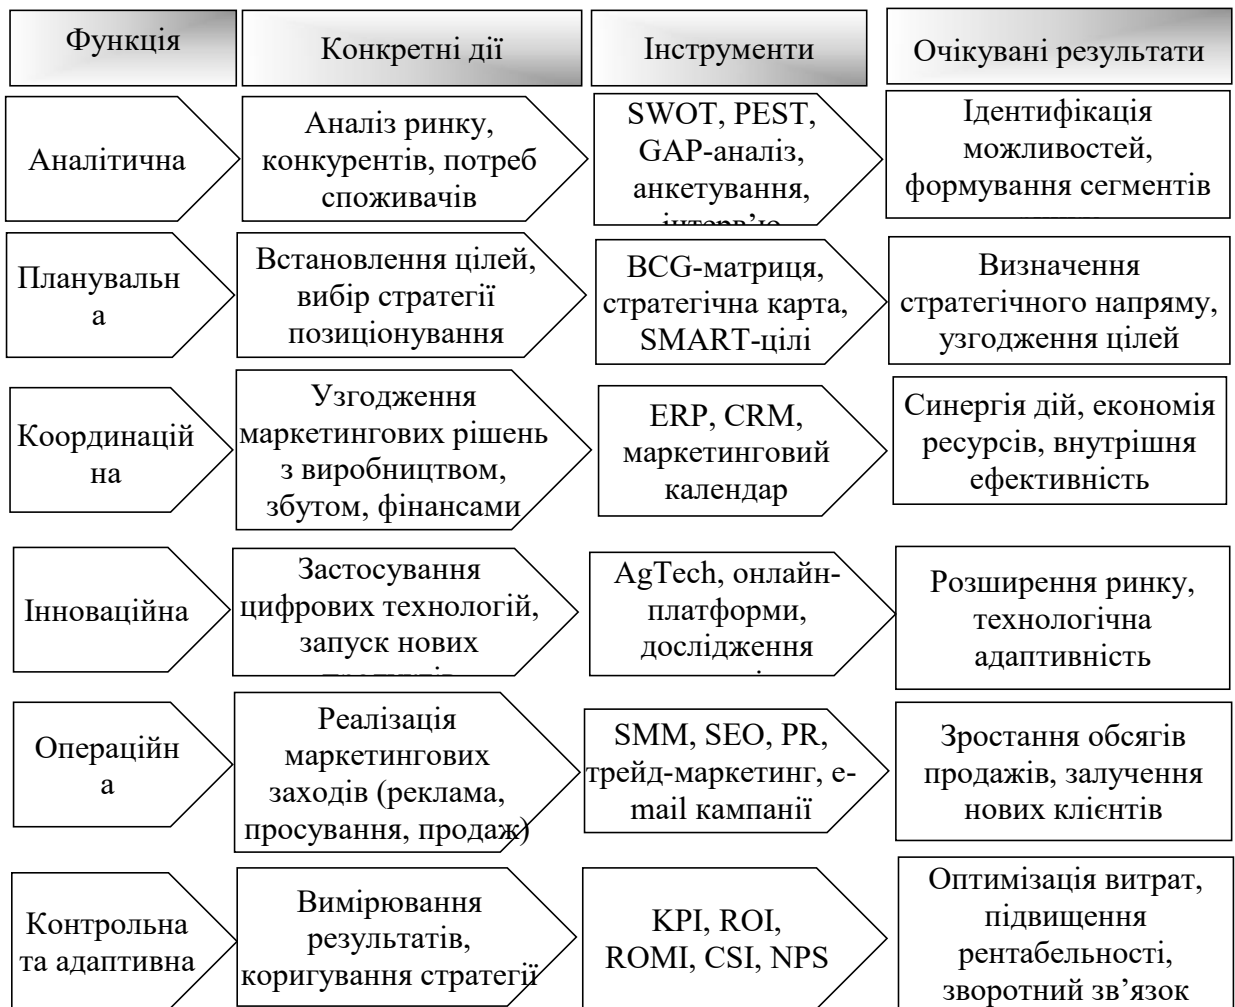 Функція
Конкретні дії
Інструменти
Очікувані результати
Аналітична
Аналіз ринку,
конкурентів, потреб
споживачів
SWOT, PEST,
GAP-аналіз,
анкетування,
інтерв’ю
Ідентифікація
можливостей,
формування сегментів
Планувальн
а
Встановлення цілей,
вибір стратегії
позиціонування
BCG-матриця,
стратегічна карта,
SMART-цілі
Визначення
стратегічного напряму,
узгодження цілей
Координацій
на
Узгодження
маркетингових рішень
з виробництвом,
збутом, фінансами
ERP, CRM,
маркетинговий
календар
Синергія дій, економія
ресурсів, внутрішня
ефективність
Інноваційна
Застосування
цифрових технологій,
запуск нових
AgTech, онлайн-
платформи,
дослідження
Розширення ринку,
технологічна
адаптивність
Операційн
а
Реалізація
маркетингових
заходів (реклама,
просування, продаж)
SMM, SEO, PR,
трейд-маркетинг, e-
mail кампанії
Зростання обсягів
продажів, залучення
нових клієнтів
Контрольна
та адаптивна
Вимірювання
результатів,
коригування стратегії
KPI, ROI,
ROMI, CSI, NPS
Оптимізація витрат,
підвищення
рентабельності,
зворотний зв’язок